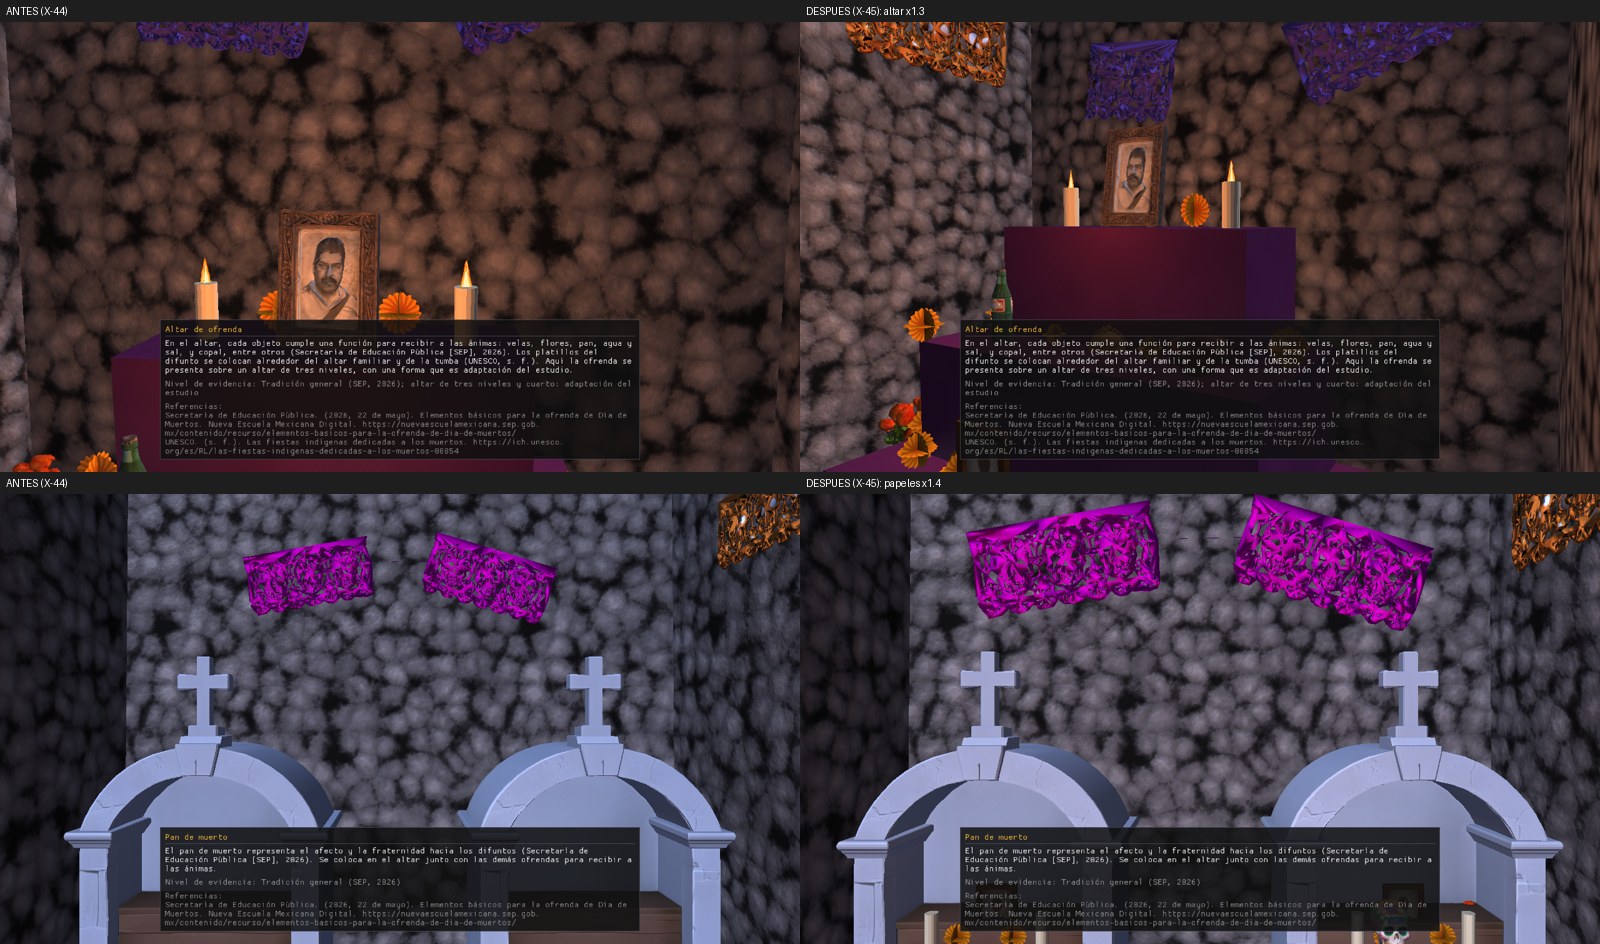 ANTES (X-44)
Altar de ofrenda
En el altar, cada objeto cumple una función para recibir a las ánimas: velas, flores, pan, agua y
sal, y copal, entre otros (Secretaría de Educación Pública [SEP], 2026). Los platillos del
difunto se colocan alrededor del altar familiar y de la tumba (UNESCO, s. f.). Aquí la ofrenda se
presenta sobre un altar de tres niveles, con una forma que es adaptación del estudio.
Nivel de evidencia: Tradición general (SEP, 2026); altar de tres niveles y cuarto: adaptación del
estudio
Referencias:
Secretaría de Educación Pública. (2026, 22 de mayo). Elementos básicos para la ofrenda de Día de
Muertos. Nueva Escuela Mexicana Digital. https://nuevaescuelamexicana.sep.gob.
mx/contenido/recurso/elementos-basicos-para-la-ofrenda-de-dia-de-muertos/
UNESCO. (s. f.). Las fiestas indígenas dedicadas a los muertos. https://ich.unesco.
org/es/RL/las-fiestas-indigenas-dedicadas-a-los-muertos-00054
DESPUES (X-45): altar x1.3
Altar de ofrenda
En el altar, cada objeto cumple una función para recibir a las ánimas: velas, flores, pan, agua y
sal, y copal, entre otros (Secretaría de Educación Pública [SEP], 2026). Los platillos del
difunto se colocan alrededor del altar familiar y de la tumba (UNESCO, s. f.). Aquí la ofrenda se
presenta sobre un altar de tres niveles, con una forma que es adaptación del estudio.
Nivel de evidencia: Tradición general (SEP, 2026); altar de tres niveles y cuarto: adaptación del
estudio
Referencias:
Secretaría de Educación Pública. (2026, 22 de mayo). Elementos básicos para la ofrenda de Día de
Muertos. Nueva Escuela Mexicana Digital. https://nuevaescuelamexicana.sep.gob.
mx/contenido/recurso/elementos-basicos-para-la-ofrenda-de-dia-de-muertos/
UNESCO. (s. f.). Las fiestas indígenas dedicadas a los muertos. https://ich.unesco.
org/es/RL/las-fiestas-indigenas-dedicadas-a-los-muertos-00054
ANTES (X-44)
Pan de muerto
El pan de muerto representa el afecto y la fraternidad hacia los difuntos (Secretaría de
Educación Pública [SEP], 2026). Se coloca en el altar junto con las demás ofrendas para recibir a
las ánimas.
Nivel de evidencia: Tradición general (SEP, 2026)
Referencias:
Secretaría de Educación Pública. (2026, 22 de mayo). Elementos básicos para la ofrenda de Día de
Muertos. Nueva Escuela Mexicana Digital. https://nuevaescuelamexicana.sep.gob.
mx/contenido/recurso/elementos-basicos-para-la-ofrenda-de-dia-de-muertos/
DESPUES (X-45): papeles x1.4
Pan de muerto
El pan de muerto representa el afecto y la fraternidad hacia los difuntos (Secretaría de
Educación Pública [SEP], 2026). Se coloca en el altar junto con las demás ofrendas para recibir a
las ánimas.
Nivel de evidencia: Tradición general (SEP, 2026)
Referencias:
Secretaría de Educación Pública. (2026, 22 de mayo). Elementos básicos para la ofrenda de Día de
Muertos. Nueva Escuela Mexicana Digital. https://nuevaescuelamexicana.sep.gob.
mx/contenido/recurso/elementos-basicos-para-la-ofrenda-de-dia-de-muertos/